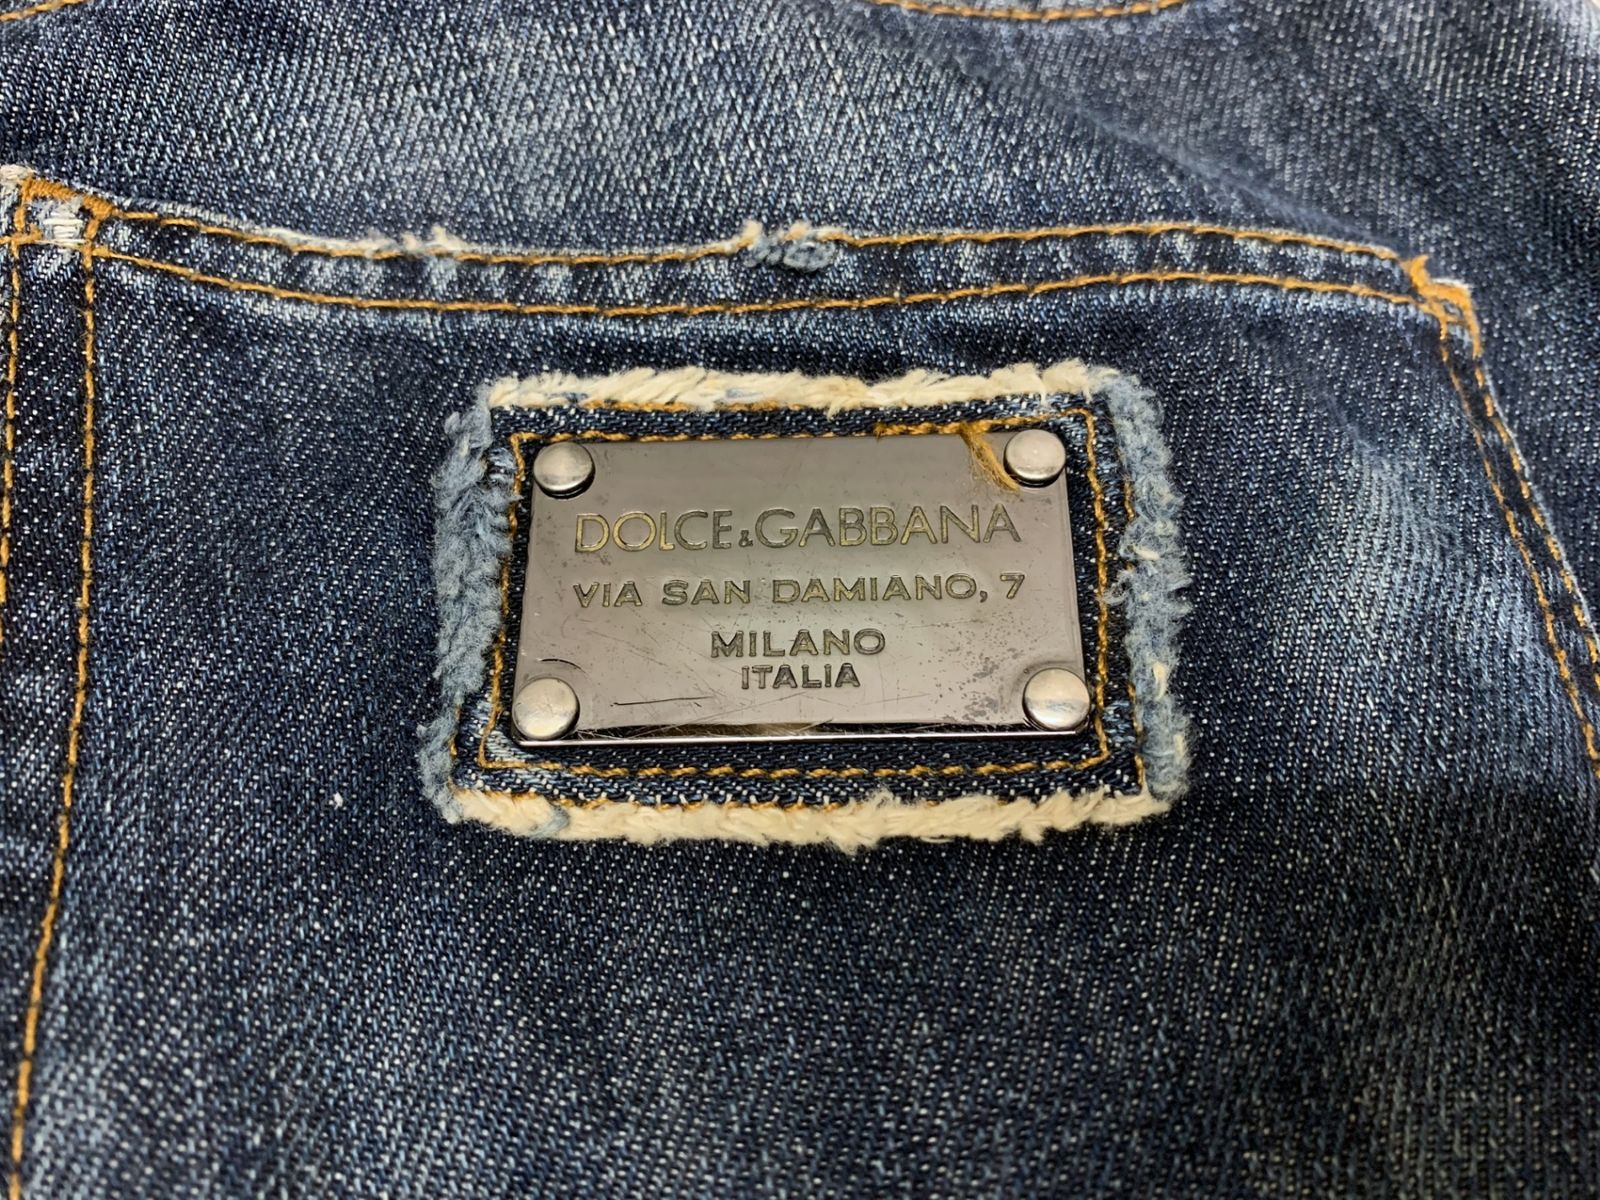 DOLCE&GABBANA
VIA SAN DAMIANO, 7
MILANO
ITALIA